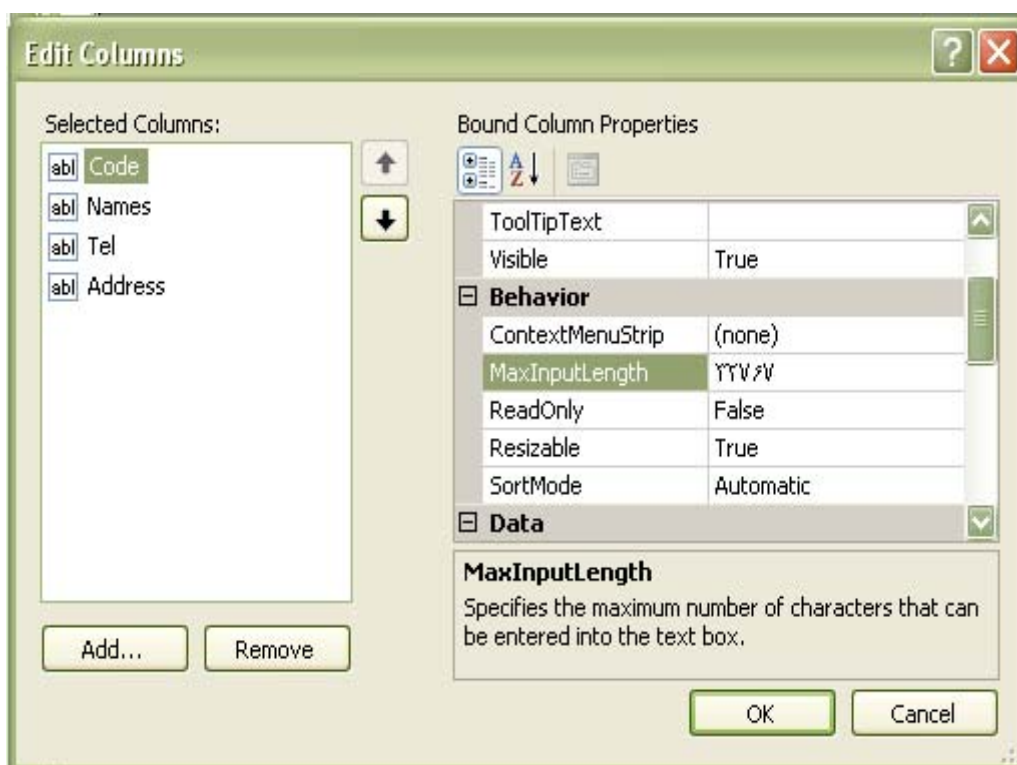 Edit Columns
Selected Columns:
Code
Names
Tel
Address
Add...
Remove
Bound Column Properties
ToolTipText
Visible True
Behavior
ContextMenuStrip (none)
MaxInputLength ۲۲۷۶۷
ReadOnly False
Resizable True
SortMode Automatic
Data
MaxInputLength
Specifies the maximum number of characters that can
be entered into the text box.
OK
Cancel